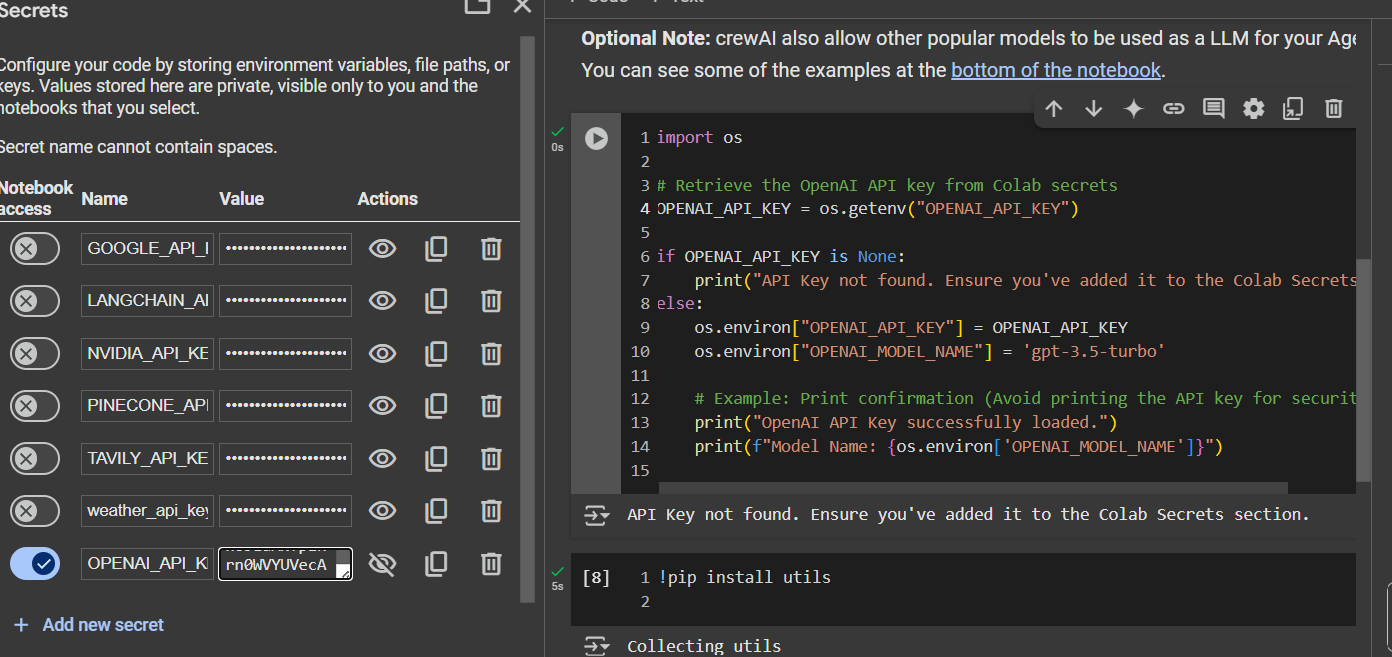 Secrets
Configure your code by storing environment variables, file paths, or
keys. Values stored here are private, visible only to you and the
notebooks that you select.
Secret name cannot contain spaces.
Notebook access Name Value Actions
GOOGLE_API_
LANGCHAIN_A
NVIDIA_API_KE
PINECONE_API
TAVILY_API_KE
weather_api_key
OPENAI_API_K
rn0WVYUVecA
+ Add new secret
Optional Note: crewAI also allow other popular models to be used as a LLM for your Age
You can see some of the examples at the bottom of the notebook.
0s
1 import os
2
3 # Retrieve the OpenAI API key from Colab secrets
4 OPENAI_API_KEY = os.getenv("OPENAI_API_KEY")
5
6 if OPENAI_API_KEY is None:
7 print("API Key not found. Ensure you've added it to the Colab Secrets
8 else:
9 os.environ["OPENAI_API_KEY"] = OPENAI_API_KEY
10 os.environ["OPENAI_MODEL_NAME"] = 'gpt-3.5-turbo'
11
12 # Example: Print confirmation (Avoid printing the API key for securit
13 print("OpenAI API Key successfully loaded.")
14 print(f"Model Name: {os.environ['OPENAI_MODEL_NAME']}")
15
API Key not found. Ensure you've added it to the Colab Secrets section.
5s
[8] 1 !pip install utils
2
Collecting utils